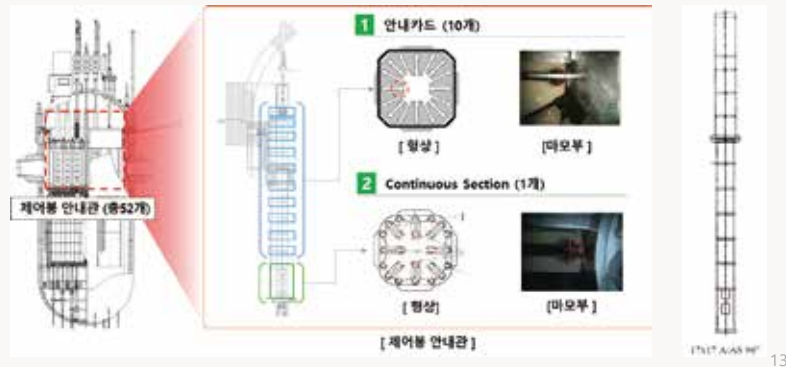 1 안내카드 (10개)
[ 형상 ]
[마모부 ]
제어봉 안내관 (총52개)
2 Continuous Section (1개)
[ 형상]
[마모부 ]
[ 제어봉 안내관 ]
13